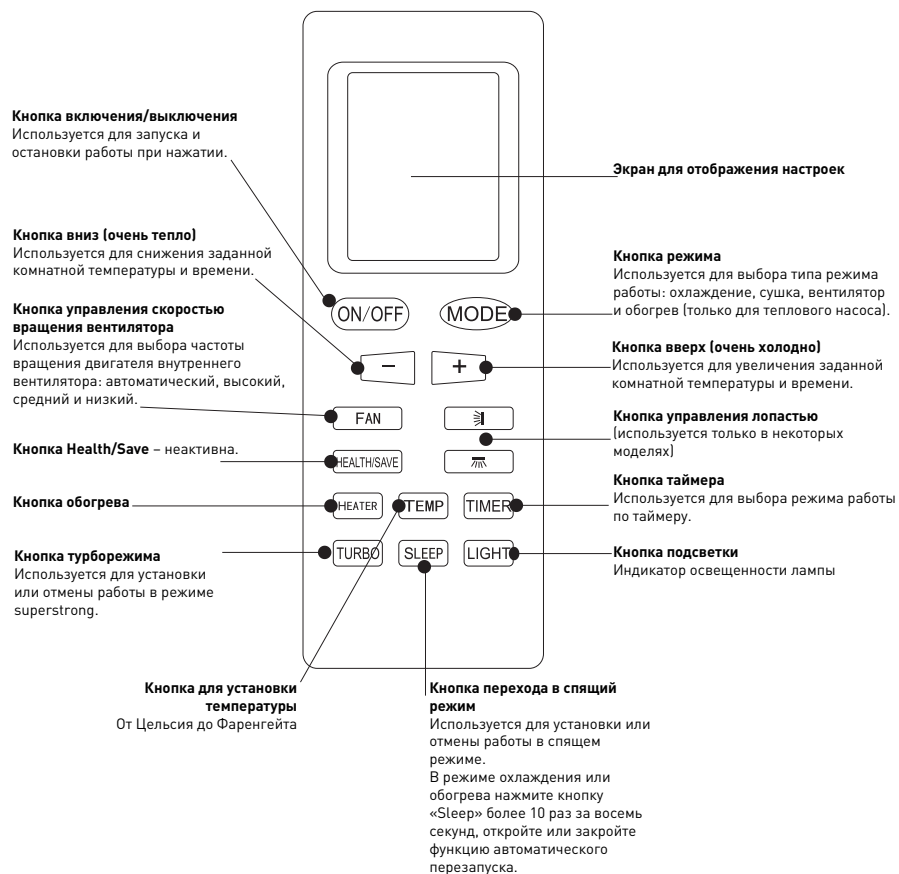 Кнопка включения/выключения
Используется для запуска и
остановки работы при нажатии.
Кнопка вниз (очень тепло)
Используется для снижения заданной
комнатной температуры и времени.
Кнопка управления скоростью
вращения вентилятора
Используется для выбора частоты
вращения двигателя внутреннего
вентилятора: автоматический, высокий,
средний и низкий.
Кнопка Health/Save – неактивна.
Кнопка обогрева
Кнопка турборежима
Используется для установки
или отмены работы в режиме
superstrong.
ON/OFF
MODE
–
+
FAN
HEALTH/SAVE
HEATER
TEMP
TIMER
TURBO
SLEEP
LIGHT
Экран для отображения настроек
Кнопка режима
Используется для выбора типа режима
работы: охлаждение, сушка, вентилятор
и обогрев (только для теплового насоса).
Кнопка вверх (очень холодно)
Используется для увеличения заданной
комнатной температуры и времени.
Кнопка управления лопастью
(используется только в некоторых
моделях)
Кнопка таймера
Используется для выбора режима работы
по таймеру.
Кнопка подсветки
Индикатор освещенности лампы
Кнопка для установки
температуры
От Цельсия до Фаренгейта
Кнопка перехода в спящий
режим
Используется для установки или
отмены работы в спящем
режиме.
В режиме охлаждения или
обогрева нажмите кнопку
«Sleep» более 10 раз за восемь
секунд, откройте или закройте
функцию автоматического
перезапуска.